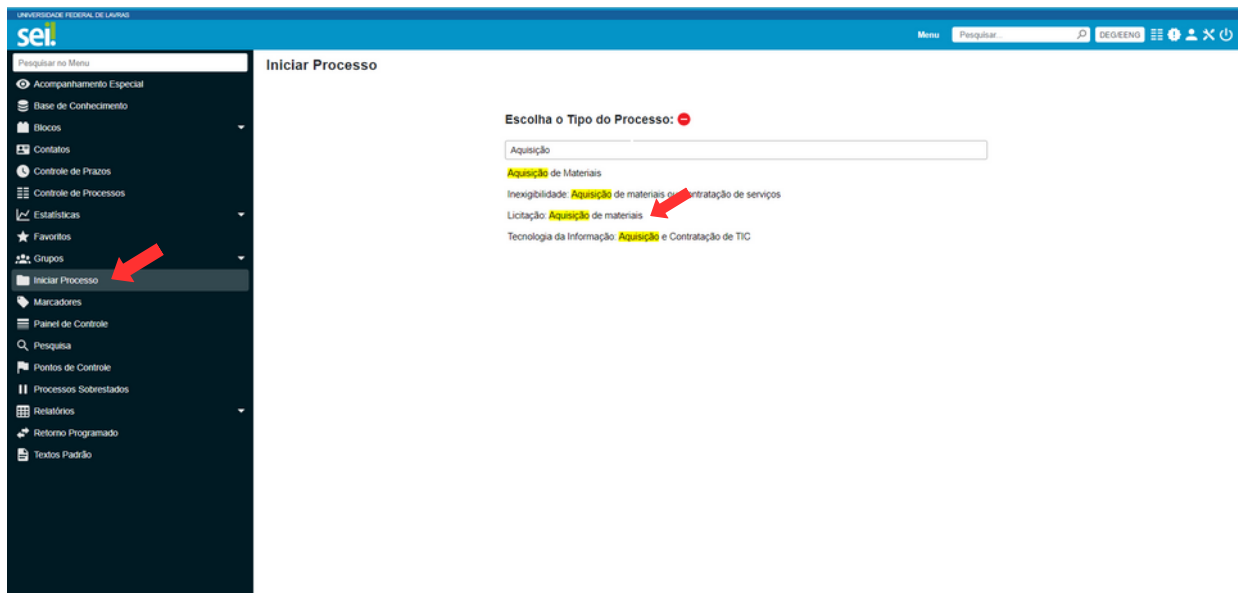 UNIVERSIDADE FEDERAL DE LAVRAS
sei!
Menu
Pesquisar...
DEG/EENG
Pesquisar no Menu
Acompanhamento Especial
Base de Conhecimento
Blocos
Contatos
Controle de Prazos
Controle de Processos
Estatísticas
Favoritos
Grupos
Iniciar Processo
Marcadores
Painel de Controle
Pesquisa
Pontos de Controle
Processos Sobrestados
Relatórios
Retorno Programado
Textos Padrão
Iniciar Processo
Escolha o Tipo do Processo:
Aquisição
Aquisição de Materiais
Inexigibilidade: Aquisição de materiais ou contratação de serviços
Licitação: Aquisição de materiais
Tecnologia da Informação: Aquisição e Contratação de TIC